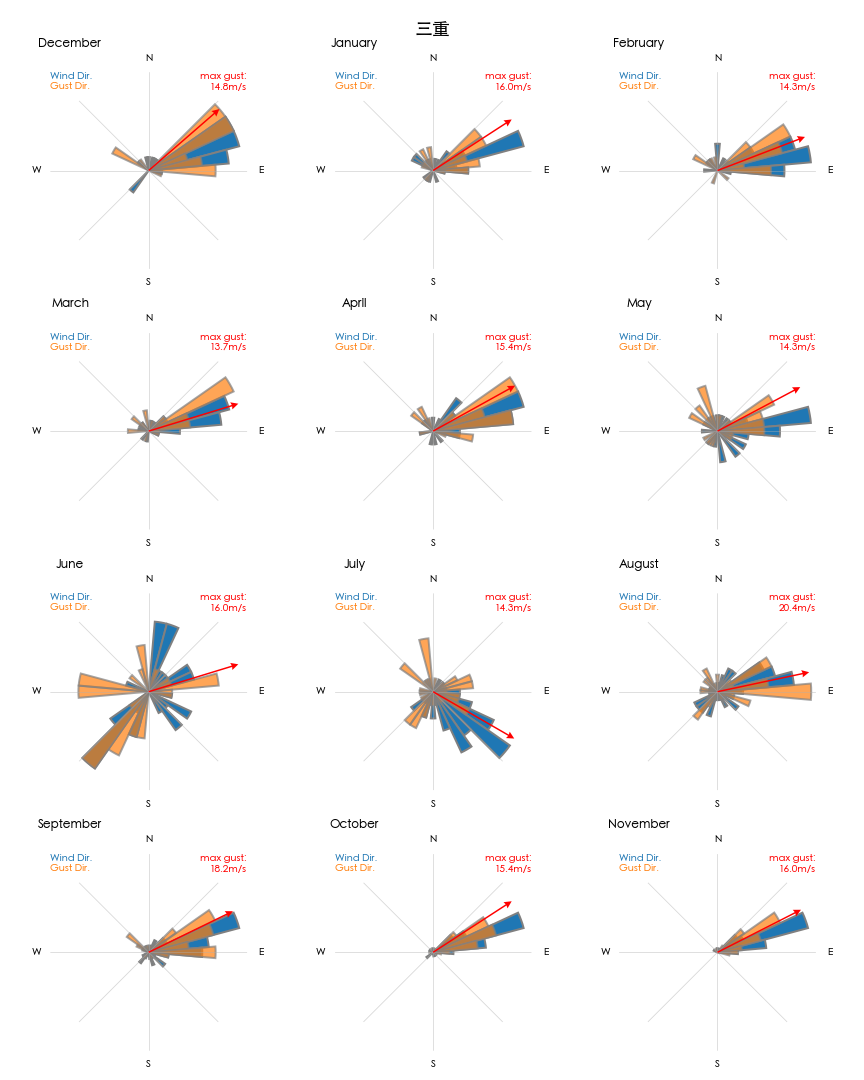 三重
December
N
Wind Dir.
Gust Dir.
max gust:
14.8m/s
W
E
S
January
N
Wind Dir.
Gust Dir.
max gust:
16.0m/s
W
E
S
February
N
Wind Dir.
Gust Dir.
max gust:
14.3m/s
W
E
S
March
N
Wind Dir.
Gust Dir.
max gust:
13.7m/s
W
E
S
April
N
Wind Dir.
Gust Dir.
max gust:
15.4m/s
W
E
S
May
N
Wind Dir.
Gust Dir.
max gust:
14.3m/s
W
E
S
June
N
Wind Dir.
Gust Dir.
max gust:
16.0m/s
W
E
S
July
N
Wind Dir.
Gust Dir.
max gust:
14.3m/s
W
E
S
August
N
Wind Dir.
Gust Dir.
max gust:
20.4m/s
W
E
S
September
N
Wind Dir.
Gust Dir.
max gust:
18.2m/s
W
E
S
October
N
Wind Dir.
Gust Dir.
max gust:
15.4m/s
W
E
S
November
N
Wind Dir.
Gust Dir.
max gust:
16.0m/s
W
E
S